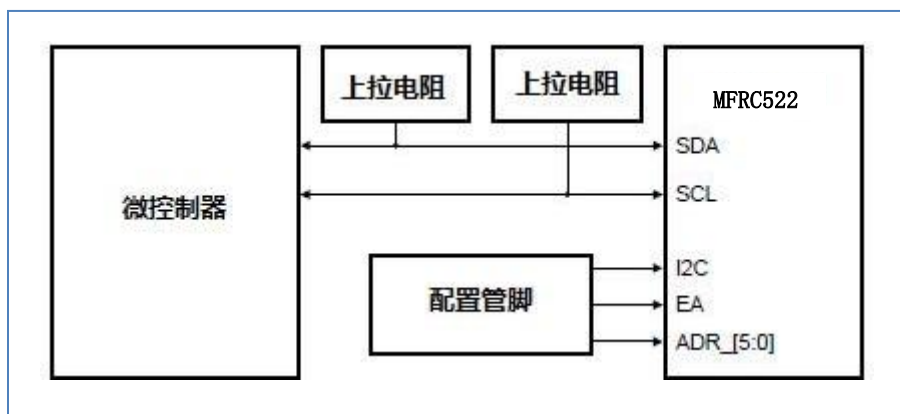 上拉电阻
上拉电阻
MFRC522
SDA
SCL
微控制器
I2C
配置管脚
EA
ADR_[5:0]